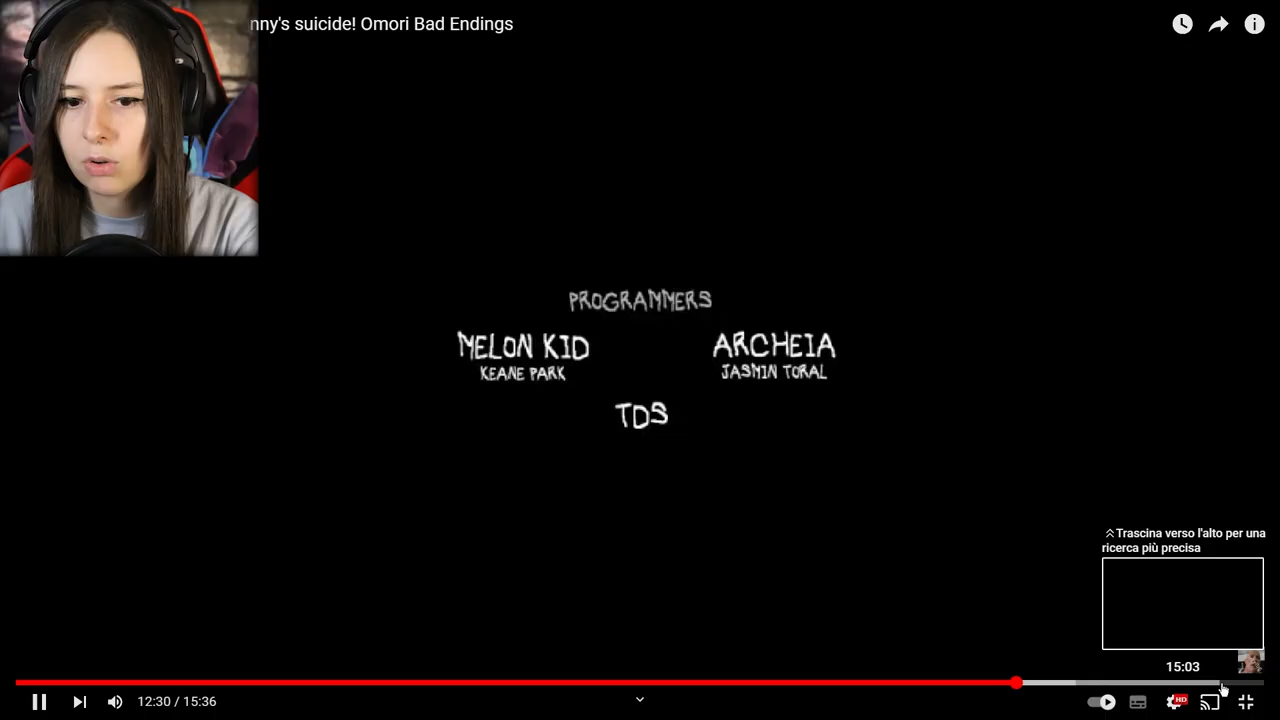 nny's suicide! Omori Bad Endings
PROGRAMMERS
MELON KID
KEANE PARK
ARCHEIA
JASMIN TORAL
TDS
Trascina verso l'alto per una
ricerca più precisa
15:03
12:30 / 15:36
HD